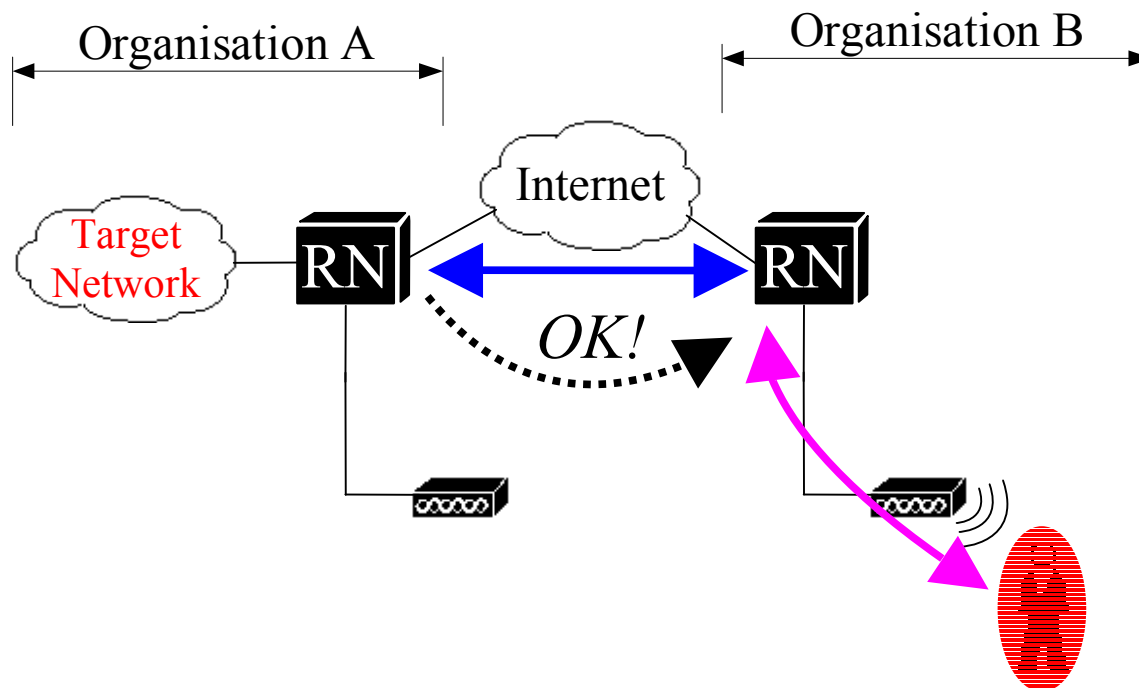 Organisation A
Organisation B
Internet
Target
Network
RN
RN
OK!